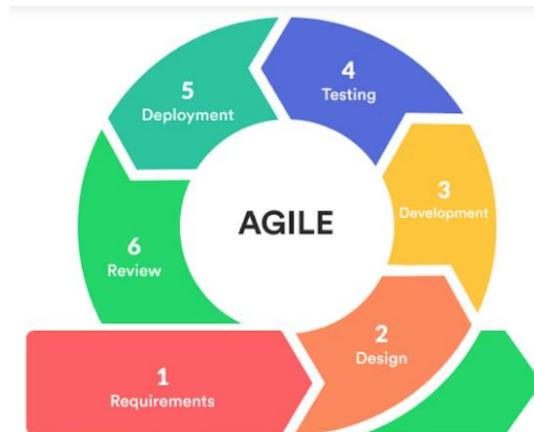 AGILE
1
Requirements
2
Design
3
Development
4
Testing
5
Deployment
6
Review